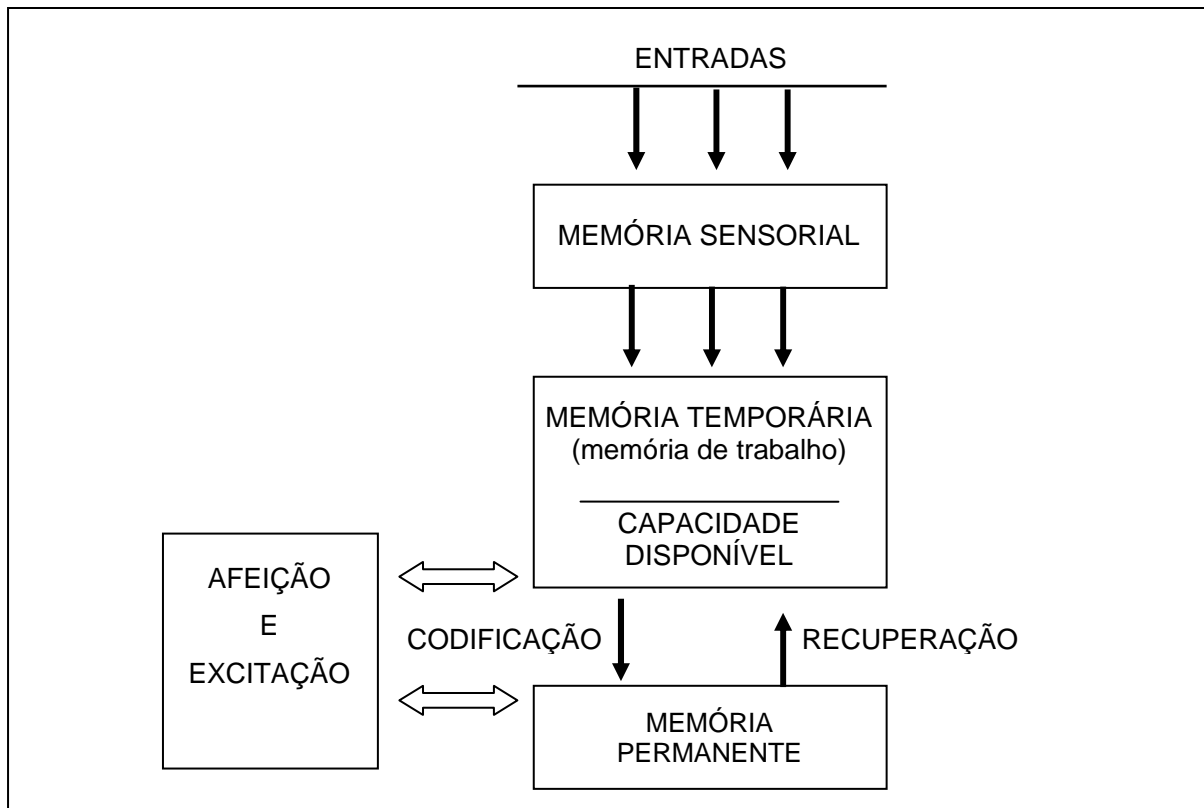 ENTRADAS
MEMÓRIA SENSORIAL
MEMÓRIA TEMPORÁRIA
(memória de trabalho)
CAPACIDADE
DISPONÍVEL
AFEIÇÃO
E
EXCITAÇÃO
CODIFICAÇÃO
RECUPERAÇÃO
MEMÓRIA
PERMANENTE